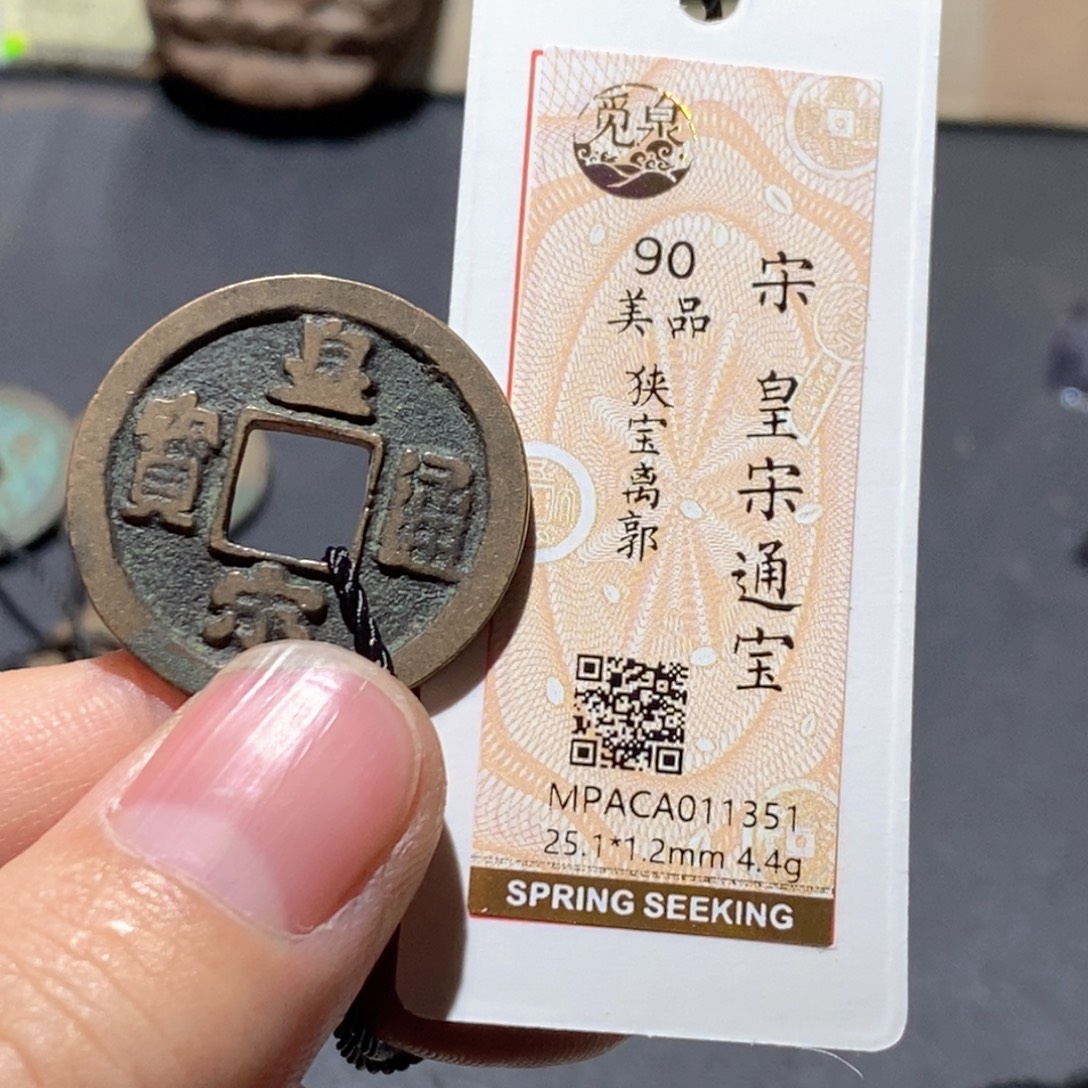 皇宋通寶
觅泉
宋 皇宋通宝
90
美品
狭宝离郭
MPACA011351
25.1*1.2mm 4.4g
SPRING SEEKING